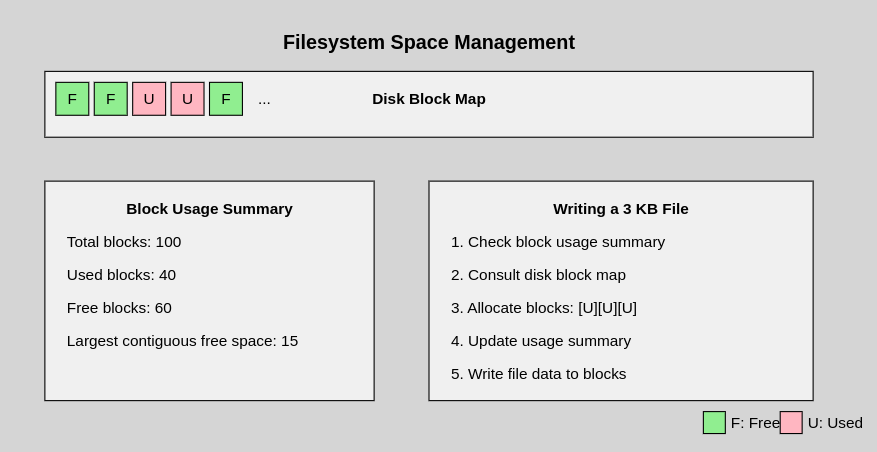 Filesystem Space Management
F F U U F ... Disk Block Map
Block Usage Summary
Total blocks: 100
Used blocks: 40
Free blocks: 60
Largest contiguous free space: 15
Writing a 3 KB File
1. Check block usage summary
2. Consult disk block map
3. Allocate blocks: [U][U][U]
4. Update usage summary
5. Write file data to blocks
F: Free U: Used